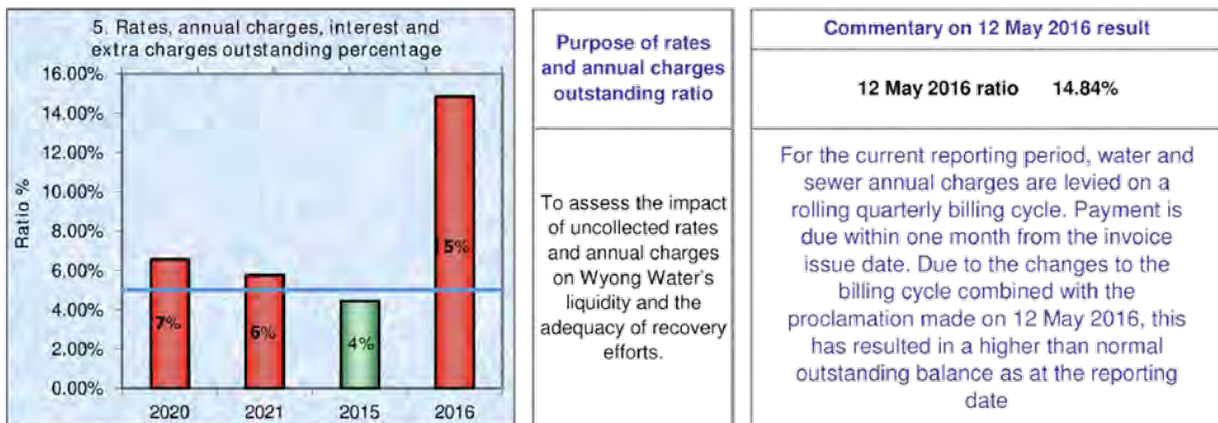 5. Rates, annual charges, interest and
extra charges outstanding percentage
16.00%
14.00%
12.00%
10.00%
8.00%
6.00%
4.00%
2.00%
0.00%
Ratio %
7%
6%
4%
5%
2020
2021
2015
2016
Purpose of rates
and annual charges
outstanding ratio
To assess the impact
of uncollected rates
and annual charges
on Wyong Water's
liquidity and the
adequacy of recovery
efforts.
Commentary on 12 May 2016 result
12 May 2016 ratio 14.84%
For the current reporting period, water and
sewer annual charges are levied on a
rolling quarterly billing cycle. Payment is
due within one month from the invoice
issue date. Due to the changes to the
billing cycle combined with the
proclamation made on 12 May 2016, this
has resulted in a higher than normal
outstanding balance as at the reporting
date